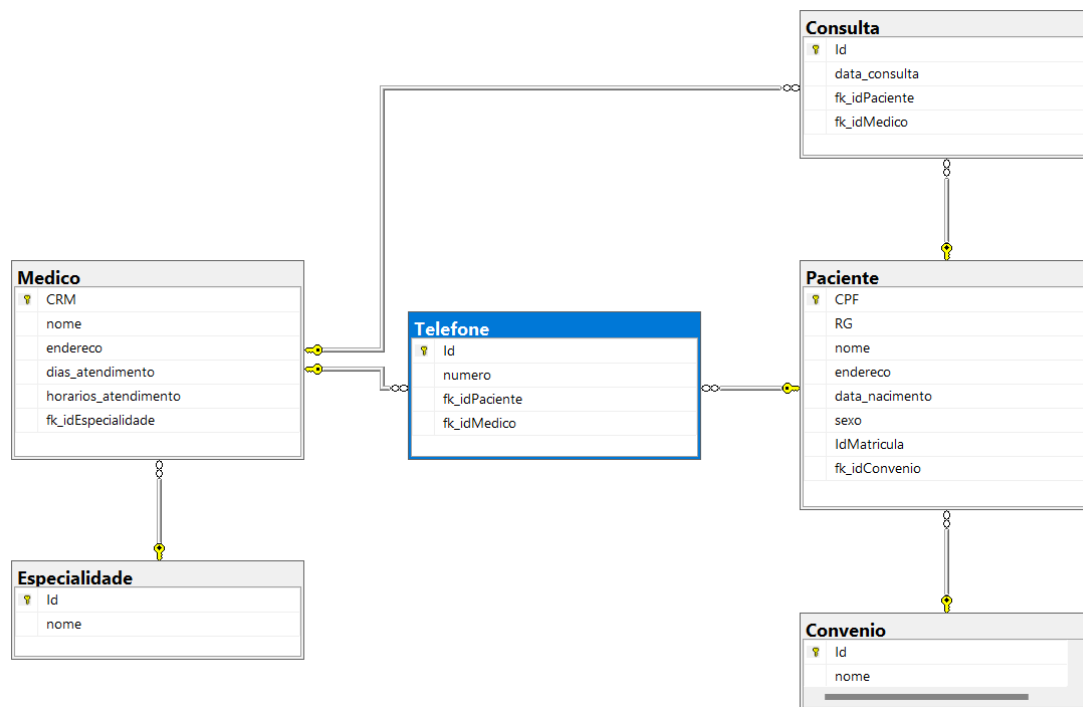 Consulta
Id
data_consulta
fk_idPaciente
fk_idMedico
Medico
CRM
nome
endereco
dias_atendimento
horarios_atendimento
fk_idEspecialidade
Telefone
Id
numero
fk_idPaciente
fk_idMedico
Paciente
CPF
RG
nome
endereco
data_nacimento
sexo
IdMatricula
fk_idConvenio
Especialidade
Id
nome
Convenio
Id
nome